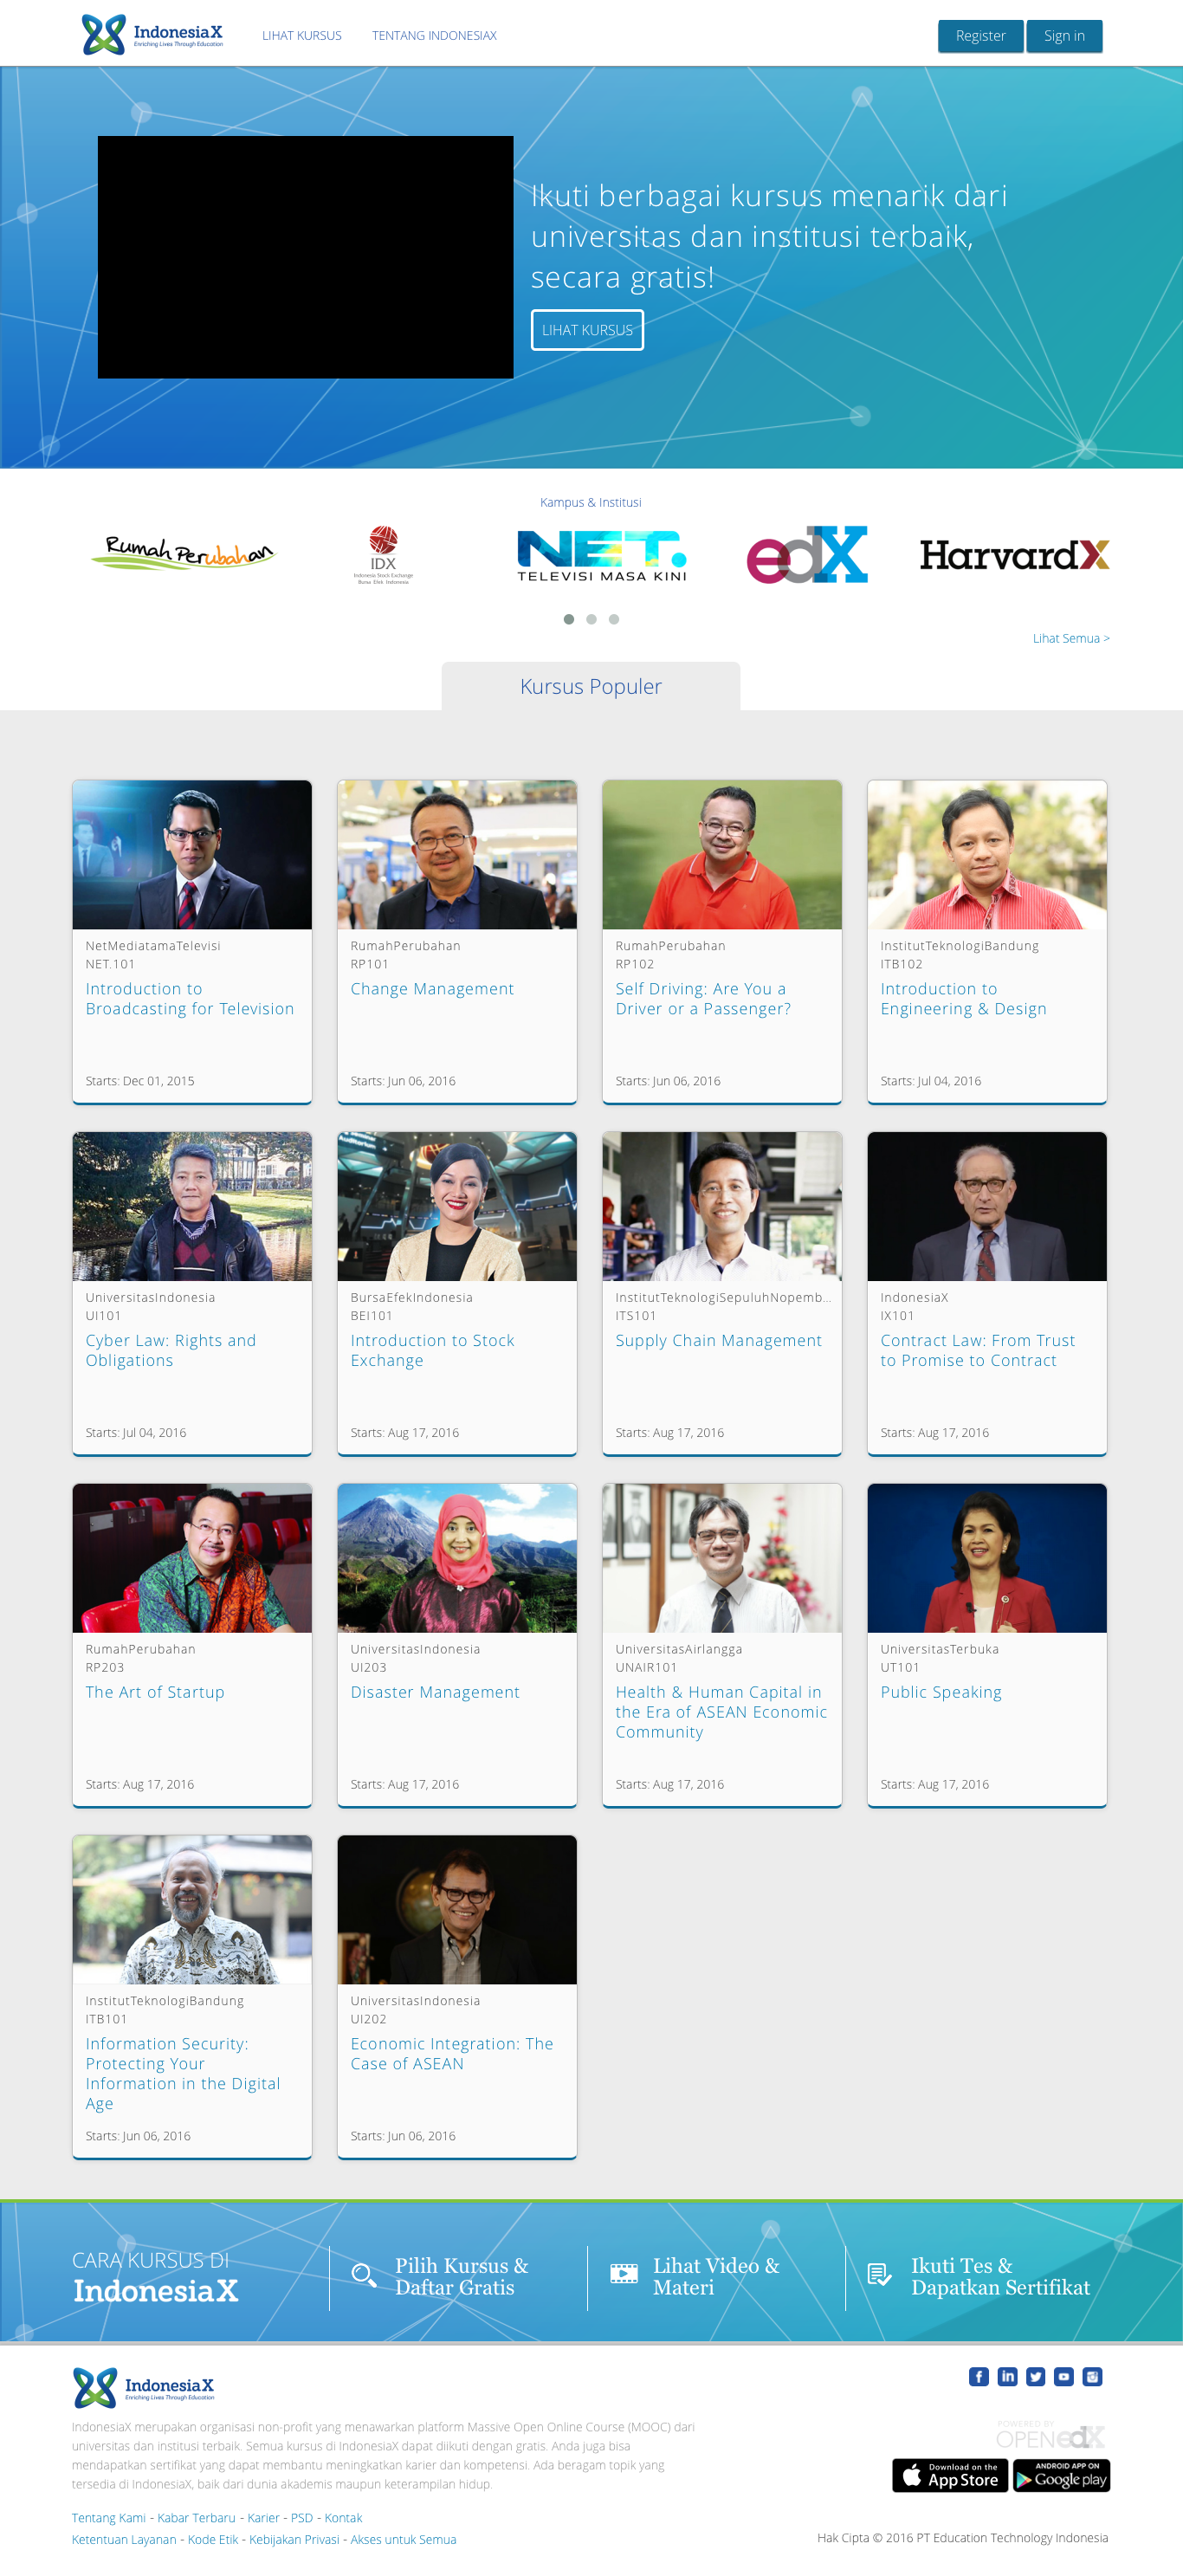 IndonesiaX
Enriching Lives Through Education
LIHAT KURSUS
TENTANG INDONESIAX
Register
Sign in
Ikuti berbagai kursus menarik dari
universitas dan institusi terbaik,
secara gratis!
LIHAT KURSUS
Kampus & Institusi
Rumah Perubahan
IDX
Indonesia Stock Exchange
Bursa Efek Indonesia
NET.
TELEVISI MASA KINI
edX
HarvardX
Lihat Semua >
Kursus Populer
NetMediatamaTelevisi
NET.101
Introduction to
Broadcasting for Television
Starts: Dec 01, 2015
RumahPerubahan
RP101
Change Management
Starts: Jun 06, 2016
RumahPerubahan
RP102
Self Driving: Are You a
Driver or a Passenger?
Starts: Jun 06, 2016
InstitutTeknologiBandung
ITB102
Introduction to
Engineering & Design
Starts: Jul 04, 2016
UniversitasIndonesia
UI101
Cyber Law: Rights and
Obligations
Starts: Jul 04, 2016
Auditorium
BursaEfekIndonesia
BEI101
Introduction to Stock
Exchange
Starts: Aug 17, 2016
InstitutTeknologiSepuluhNopemb...
ITS101
Supply Chain Management
Starts: Aug 17, 2016
IndonesiaX
IX101
Contract Law: From Trust
to Promise to Contract
Starts: Aug 17, 2016
RumahPerubahan
RP203
The Art of Startup
Starts: Aug 17, 2016
UniversitasIndonesia
UI203
Disaster Management
Starts: Aug 17, 2016
UniversitasAirlangga
UNAIR101
Health & Human Capital in
the Era of ASEAN Economic
Community
Starts: Aug 17, 2016
UniversitasTerbuka
UT101
Public Speaking
Starts: Aug 17, 2016
InstitutTeknologiBandung
ITB101
Information Security:
Protecting Your
Information in the Digital
Age
Starts: Jun 06, 2016
UniversitasIndonesia
UI202
Economic Integration: The
Case of ASEAN
Starts: Jun 06, 2016
CARA KURSUS DI
IndonesiaX
Pilih Kursus &
Daftar Gratis
Lihat Video &
Materi
Ikuti Tes &
Dapatkan Sertifikat
IndonesiaX
Enriching Lives Through Education
IndonesiaX merupakan organisasi non-profit yang menawarkan platform Massive Open Online Course (MOOC) dari
universitas dan institusi terbaik. Semua kursus di IndonesiaX dapat diikuti dengan gratis. Anda juga bisa
mendapatkan sertifikat yang dapat membantu meningkatkan karier dan kompetensi. Ada beragam topik yang
tersedia di IndonesiaX, baik dari dunia akademis maupun keterampilan hidup.
Tentang Kami - Kabar Terbaru - Karier - PSD - Kontak
Ketentuan Layanan - Kode Etik - Kebijakan Privasi - Akses untuk Semua
POWERED BY
OPEN edX
Download on the
App Store
ANDROID APP ON
Google play
Hak Cipta © 2016 PT Education Technology Indonesia